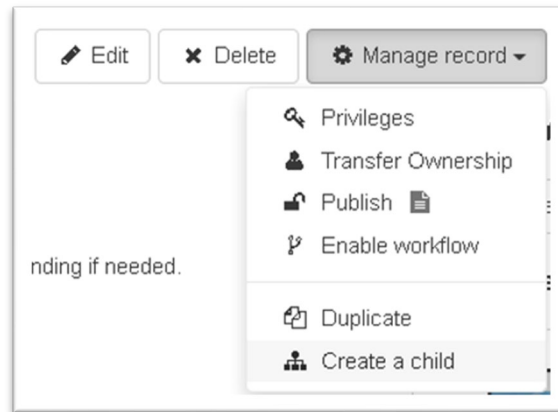 Edit Delete Manage record
Privileges
Transfer Ownership
Publish
Enable workflow
nding if needed.
Duplicate
Create a child